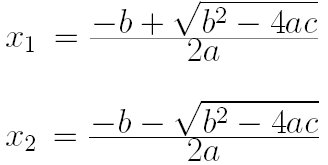 x₁ = (−b + √(b² − 4ac)) / 2a
x₂ = (−b − √(b² − 4ac)) / 2a